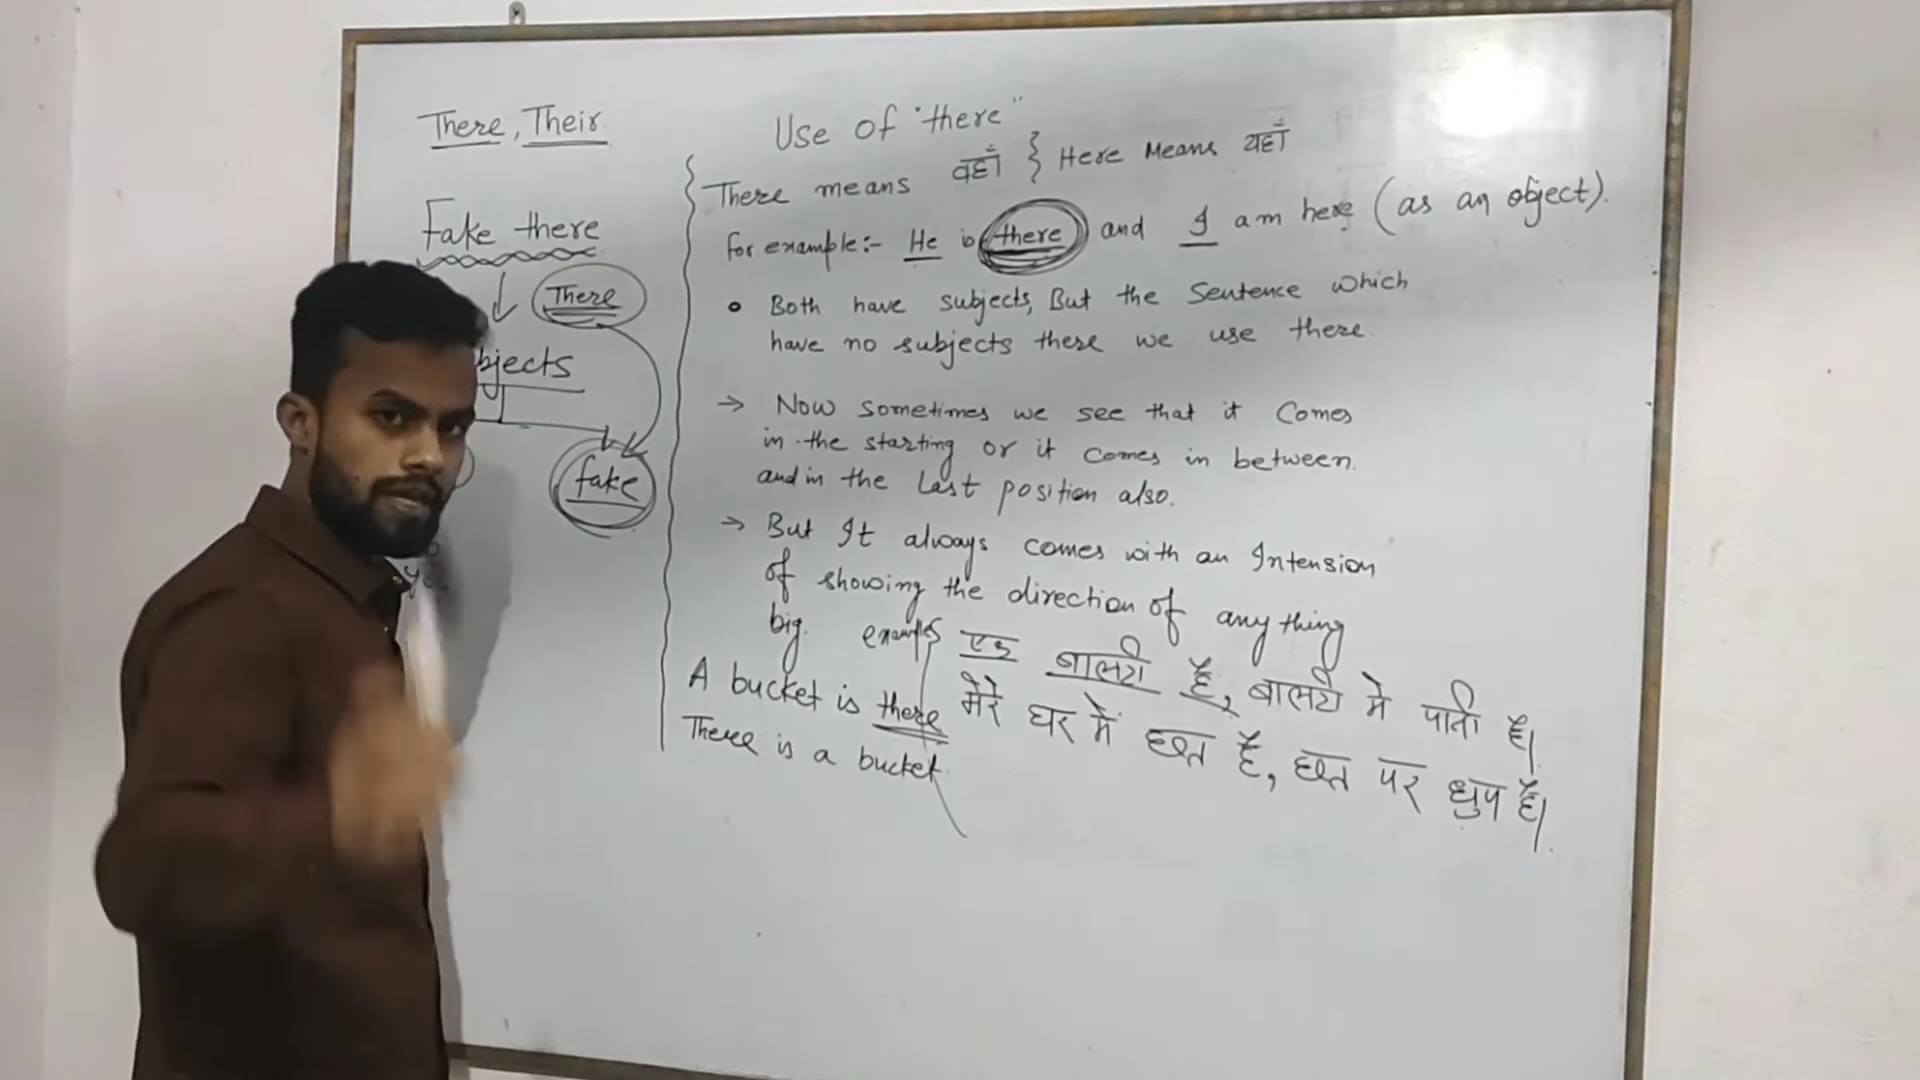 There, Their.
Fake there
There
bjects
fake
yo
Use of "there"
There means वहाँ } Here Means यहाँ
for example:- He is there and I am here (as an object).
• Both have subjects, But the sentence which
have no subjects there we use there.
→ Now sometimes we see that it comes
in the starting or it comes in between
and in the Last position also.
→ But It always comes with an Intension
of showing the direction of any thing
big. examples एक बाल्टी है, बाल्टी मे पानी है।
मेरे घर में छत है, छत पर धुप है।
A bucket is there
There is a bucket